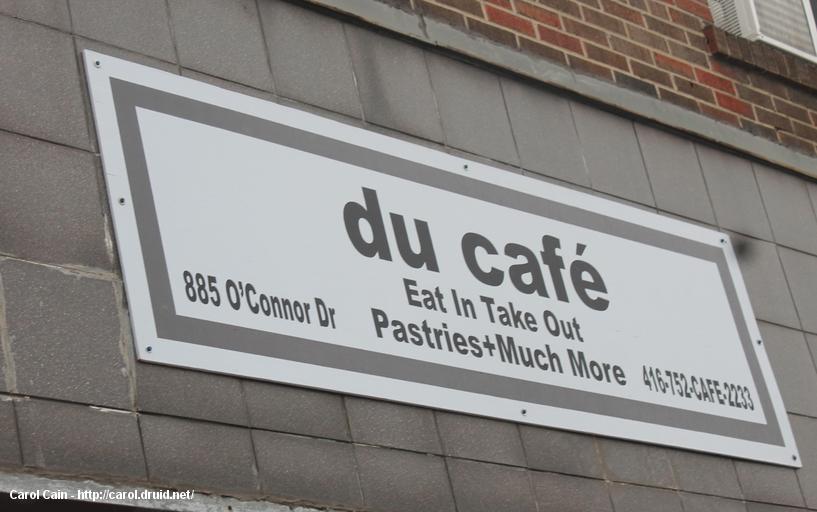 du café
Eat In Take Out
885 O'Connor Dr
Pastries+Much More
416-752-CAFE-2233
Carol Cain - http://carol.druid.net/